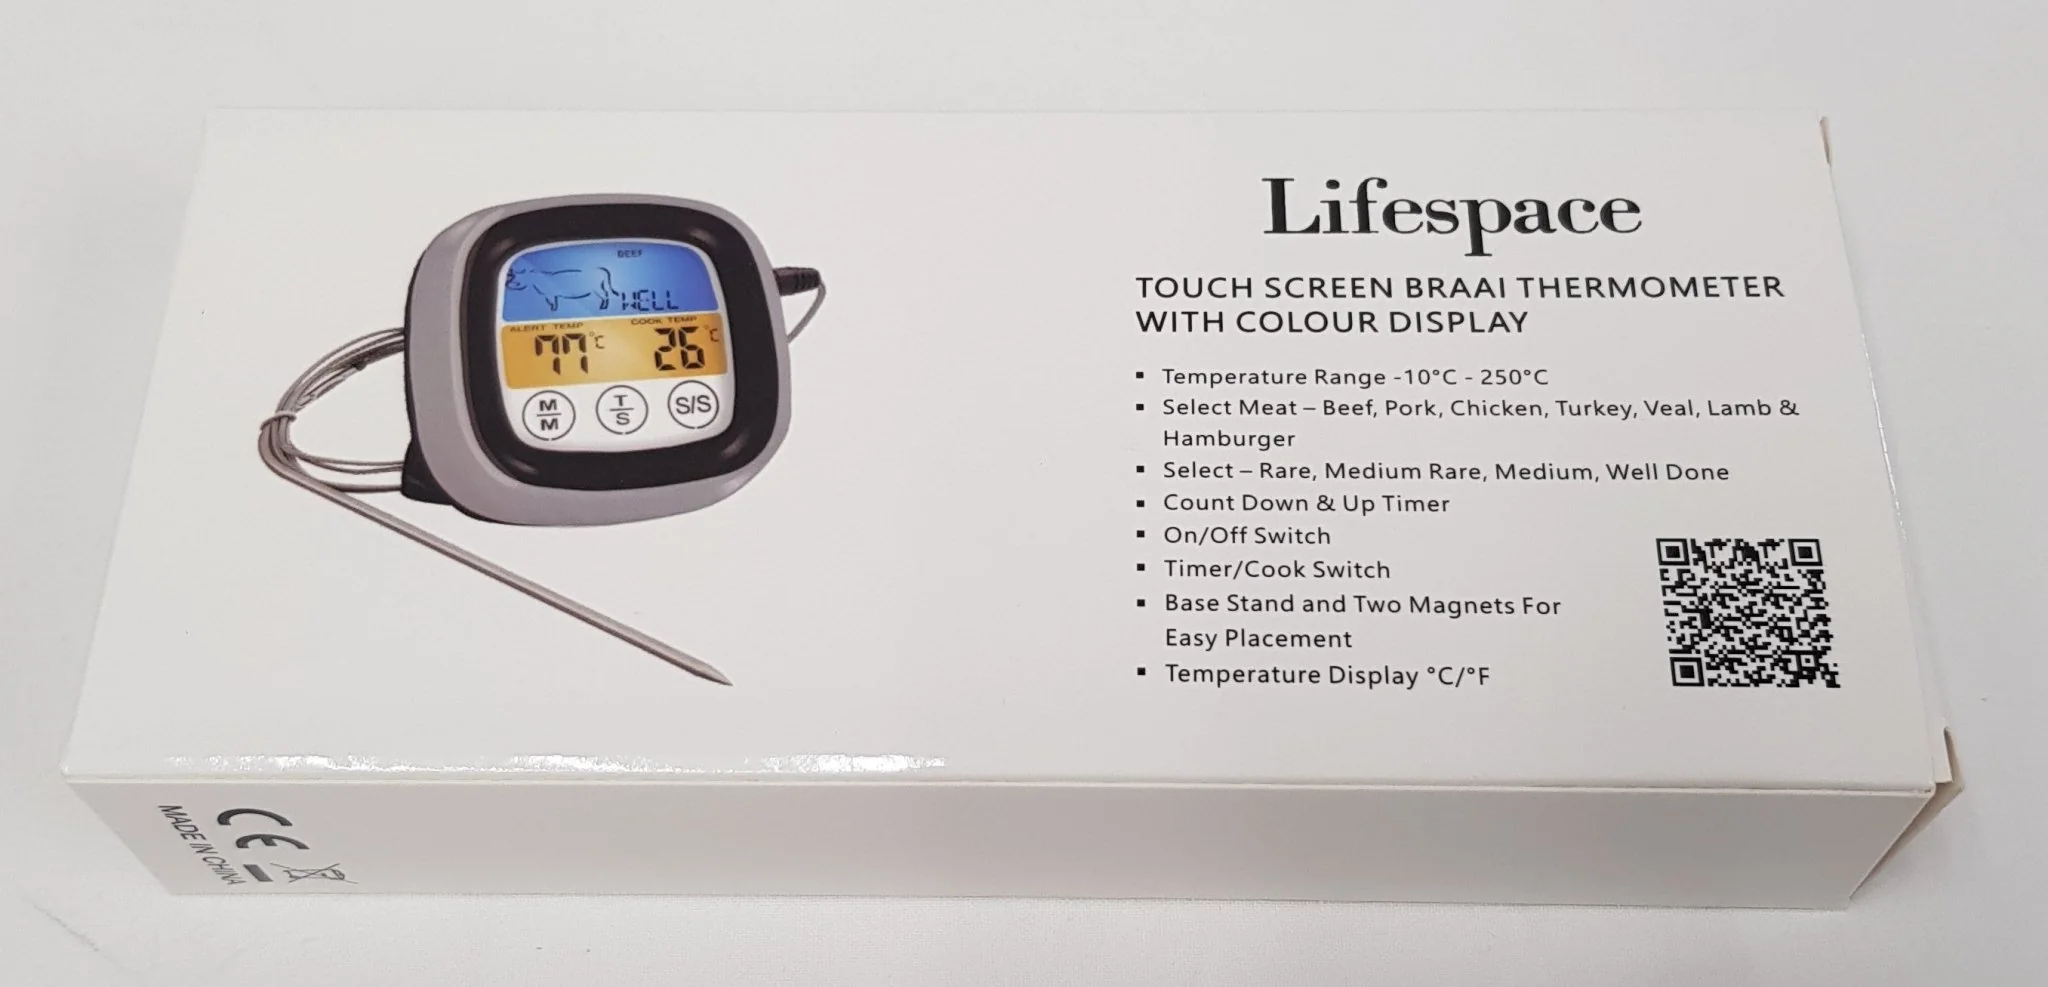 Lifespace
TOUCH SCREEN BRAAI THERMOMETER
WITH COLOUR DISPLAY
▪ Temperature Range -10°C - 250°C
▪ Select Meat – Beef, Pork, Chicken, Turkey, Veal, Lamb &
Hamburger
▪ Select – Rare, Medium Rare, Medium, Well Done
▪ Count Down & Up Timer
▪ On/Off Switch
▪ Timer/Cook Switch
▪ Base Stand and Two Magnets For
Easy Placement
▪ Temperature Display °C/°F
BEEF
WELL
ALERT TEMP COOK TEMP
77°C 26°C
M
M
T
S
S/S
CE
MADE IN CHINA